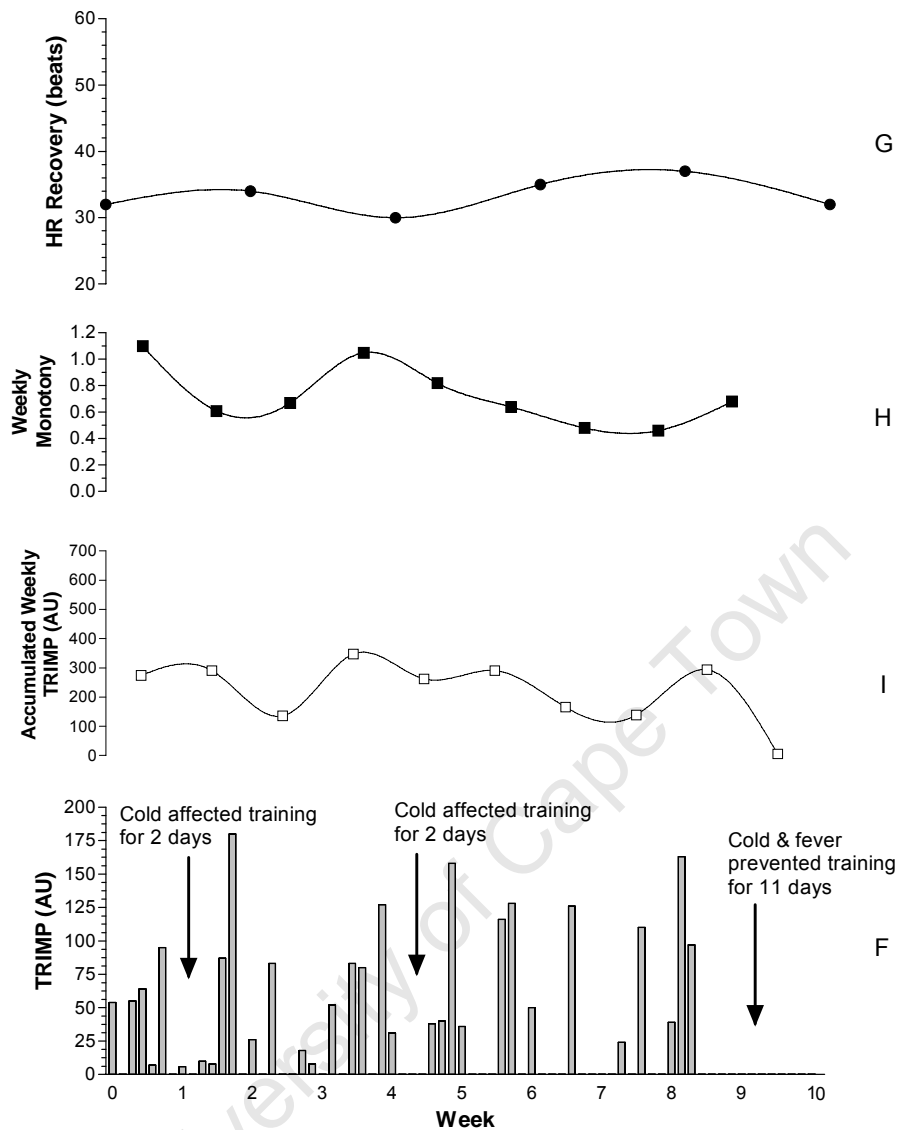 60
50
40
30
20
HR Recovery (beats)
G
1.2
1.0
0.8
0.6
0.4
0.2
0.0
Weekly
Monotony
H
700
600
500
400
300
200
100
0
Accumulated Weekly
TRIMP (AU)
I
200
175
150
125
100
75
50
25
0
TRIMP (AU)
Cold affected training
for 2 days
Cold affected training
for 2 days
Cold & fever
prevented training
for 11 days
F
0 1 2 3 4 5 6 7 8 9 10
Week
versity of Cape Town